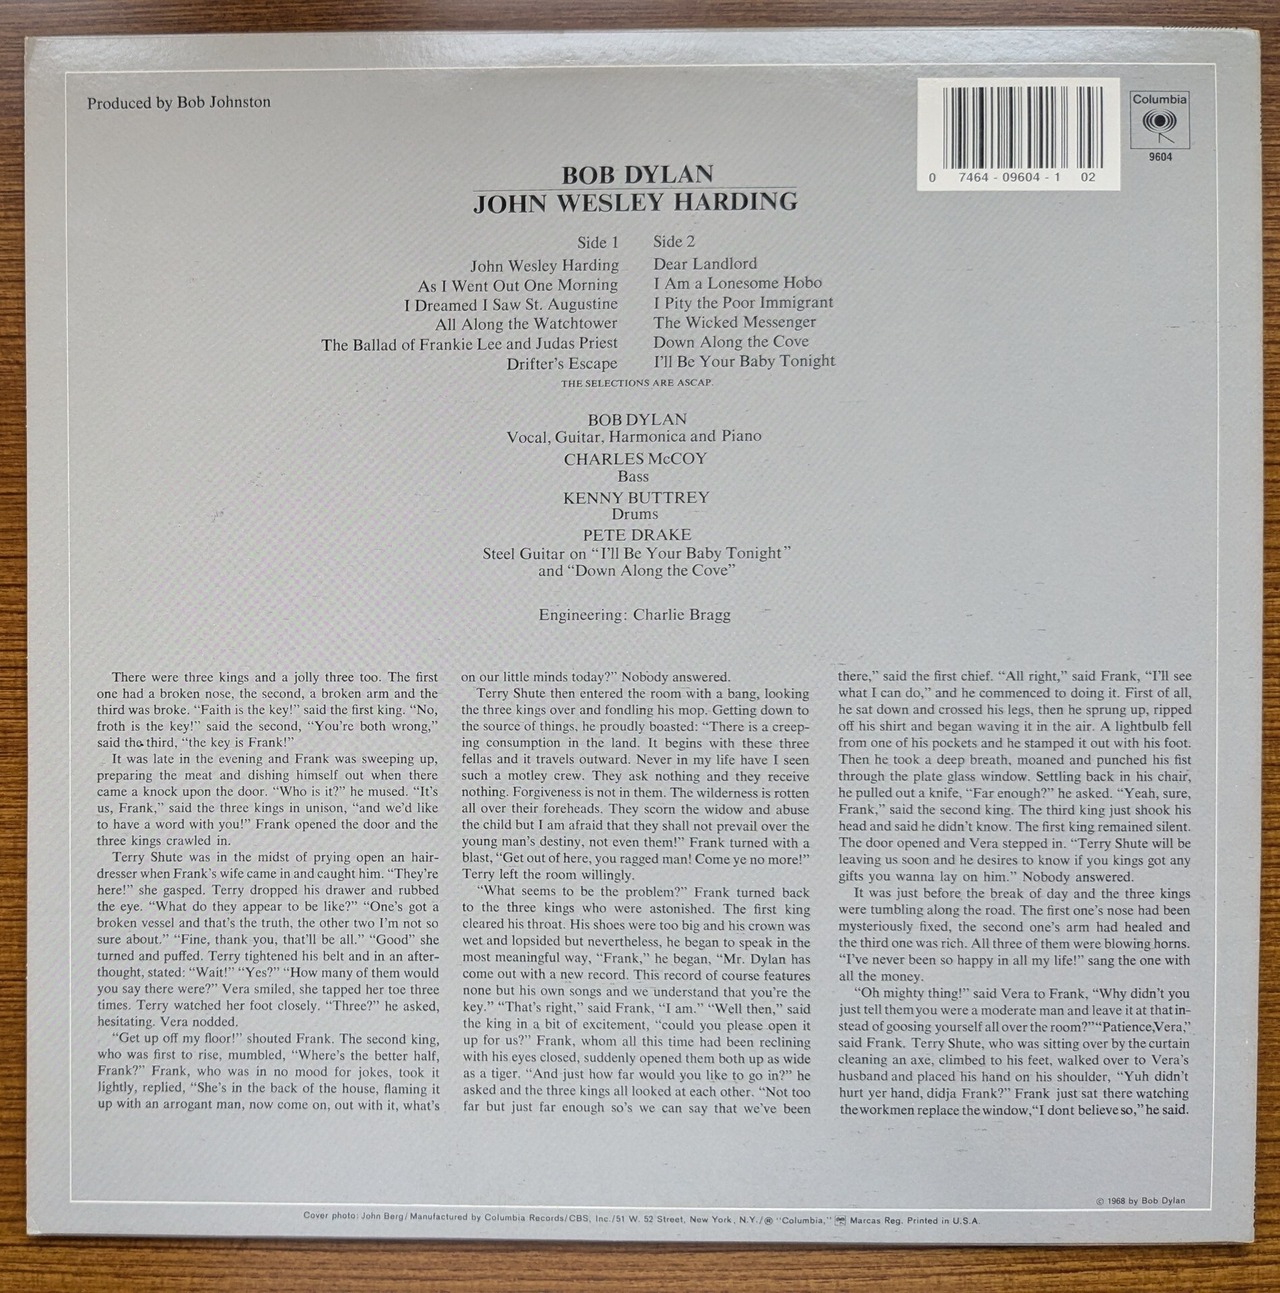 Produced by Bob Johnston
0 7464 - 09604 - 1 02
Columbia
9604
BOB DYLAN
JOHN WESLEY HARDING
Side 1
John Wesley Harding
As I Went Out One Morning
I Dreamed I Saw St. Augustine
All Along the Watchtower
The Ballad of Frankie Lee and Judas Priest
Drifter's Escape
Side 2
Dear Landlord
I Am a Lonesome Hobo
I Pity the Poor Immigrant
The Wicked Messenger
Down Along the Cove
I'll Be Your Baby Tonight
THE SELECTIONS ARE ASCAP.
BOB DYLAN
Vocal, Guitar, Harmonica and Piano
CHARLES McCOY
Bass
KENNY BUTTREY
Drums
PETE DRAKE
Steel Guitar on “I'll Be Your Baby Tonight”
and “Down Along the Cove”
Engineering: Charlie Bragg
There were three kings and a jolly three too. The first
one had a broken nose, the second, a broken arm and the
third was broke. “Faith is the key!” said the first king. “No,
froth is the key!” said the second, “You're both wrong,”
said the third, “the key is Frank!”
It was late in the evening and Frank was sweeping up,
preparing the meat and dishing himself out when there
came a knock upon the door. “Who is it?” he mused. “It's
us, Frank,” said the three kings in unison, “and we'd like
to have a word with you!” Frank opened the door and the
three kings crawled in.
Terry Shute was in the midst of prying open an hair-
dresser when Frank's wife came in and caught him. “They're
here!” she gasped. Terry dropped his drawer and rubbed
the eye. “What do they appear to be like?” “One's got a
broken vessel and that's the truth, the other two I'm not so
sure about.” “Fine, thank you, that'll be all.” “Good” she
turned and puffed. Terry tightened his belt and in an after-
thought, stated: “Wait!” “Yes?” “How many of them would
you say there were?” Vera smiled, she tapped her toe three
times. Terry watched her foot closely. “Three?” he asked,
hesitating. Vera nodded.
“Get up off my floor!” shouted Frank. The second king,
who was first to rise, mumbled, “Where's the better half,
Frank?” Frank, who was in no mood for jokes, took it
lightly, replied, “She's in the back of the house, flaming it
up with an arrogant man, now come on, out with it, what's
on our little minds today?” Nobody answered.
Terry Shute then entered the room with a bang, looking
the three kings over and fondling his mop. Getting down to
the source of things, he proudly boasted: “There is a creep-
ing consumption in the land. It begins with these three
fellas and it travels outward. Never in my life have I seen
such a motley crew. They ask nothing and they receive
nothing. Forgiveness is not in them. The wilderness is rotten
all over their foreheads. They scorn the widow and abuse
the child but I am afraid that they shall not prevail over the
young man's destiny, not even them!” Frank turned with a
blast, “Get out of here, you ragged man! Come ye no more!”
Terry left the room willingly.
“What seems to be the problem?” Frank turned back
to the three kings who were astonished. The first king
cleared his throat. His shoes were too big and his crown was
wet and lopsided but nevertheless, he began to speak in the
most meaningful way, “Frank,” he began, “Mr. Dylan has
come out with a new record. This record of course features
none but his own songs and we understand that you're the
key.” “That's right,” said Frank, “I am.” “Well then,” said
the king in a bit of excitement, “could you please open it
up for us?” Frank, whom all this time had been reclining
with his eyes closed, suddenly opened them both up as wide
as a tiger. “And just how far would you like to go in?” he
asked and the three kings all looked at each other. “Not too
far but just far enough so's we can say that we've been
there,” said the first chief. “All right,” said Frank, “I'll see
what I can do,” and he commenced to doing it. First of all,
he sat down and crossed his legs, then he sprung up, ripped
off his shirt and began waving it in the air. A lightbulb fell
from one of his pockets and he stamped it out with his foot.
Then he took a deep breath, moaned and punched his fist
through the plate glass window. Settling back in his chair,
he pulled out a knife, “Far enough?” he asked. “Yeah, sure,
Frank,” said the second king. The third king just shook his
head and said he didn't know. The first king remained silent.
The door opened and Vera stepped in. “Terry Shute will be
leaving us soon and he desires to know if you kings got any
gifts you wanna lay on him.” Nobody answered.
It was just before the break of day and the three kings
were tumbling along the road. The first one's nose had been
mysteriously fixed, the second one's arm had healed and
the third one was rich. All three of them were blowing horns.
“I've never been so happy in all my life!” sang the one with
all the money.
“Oh mighty thing!” said Vera to Frank, “Why didn't you
just tell them you were a moderate man and leave it at that in-
stead of goosing yourself all over the room?” “Patience, Vera,”
said Frank. Terry Shute, who was sitting over by the curtain
cleaning an axe, climbed to his feet, walked over to Vera's
husband and placed his hand on his shoulder, “Yuh didn't
hurt yer hand, didja Frank?” Frank just sat there watching
the workmen replace the window, “I dont believe so,” he said.
© 1968 by Bob Dylan
Cover photo: John Berg/Manufactured by Columbia Records/CBS, Inc./51 W. 52 Street, New York, N.Y./® “Columbia,” Marcas Reg. Printed in U.S.A.